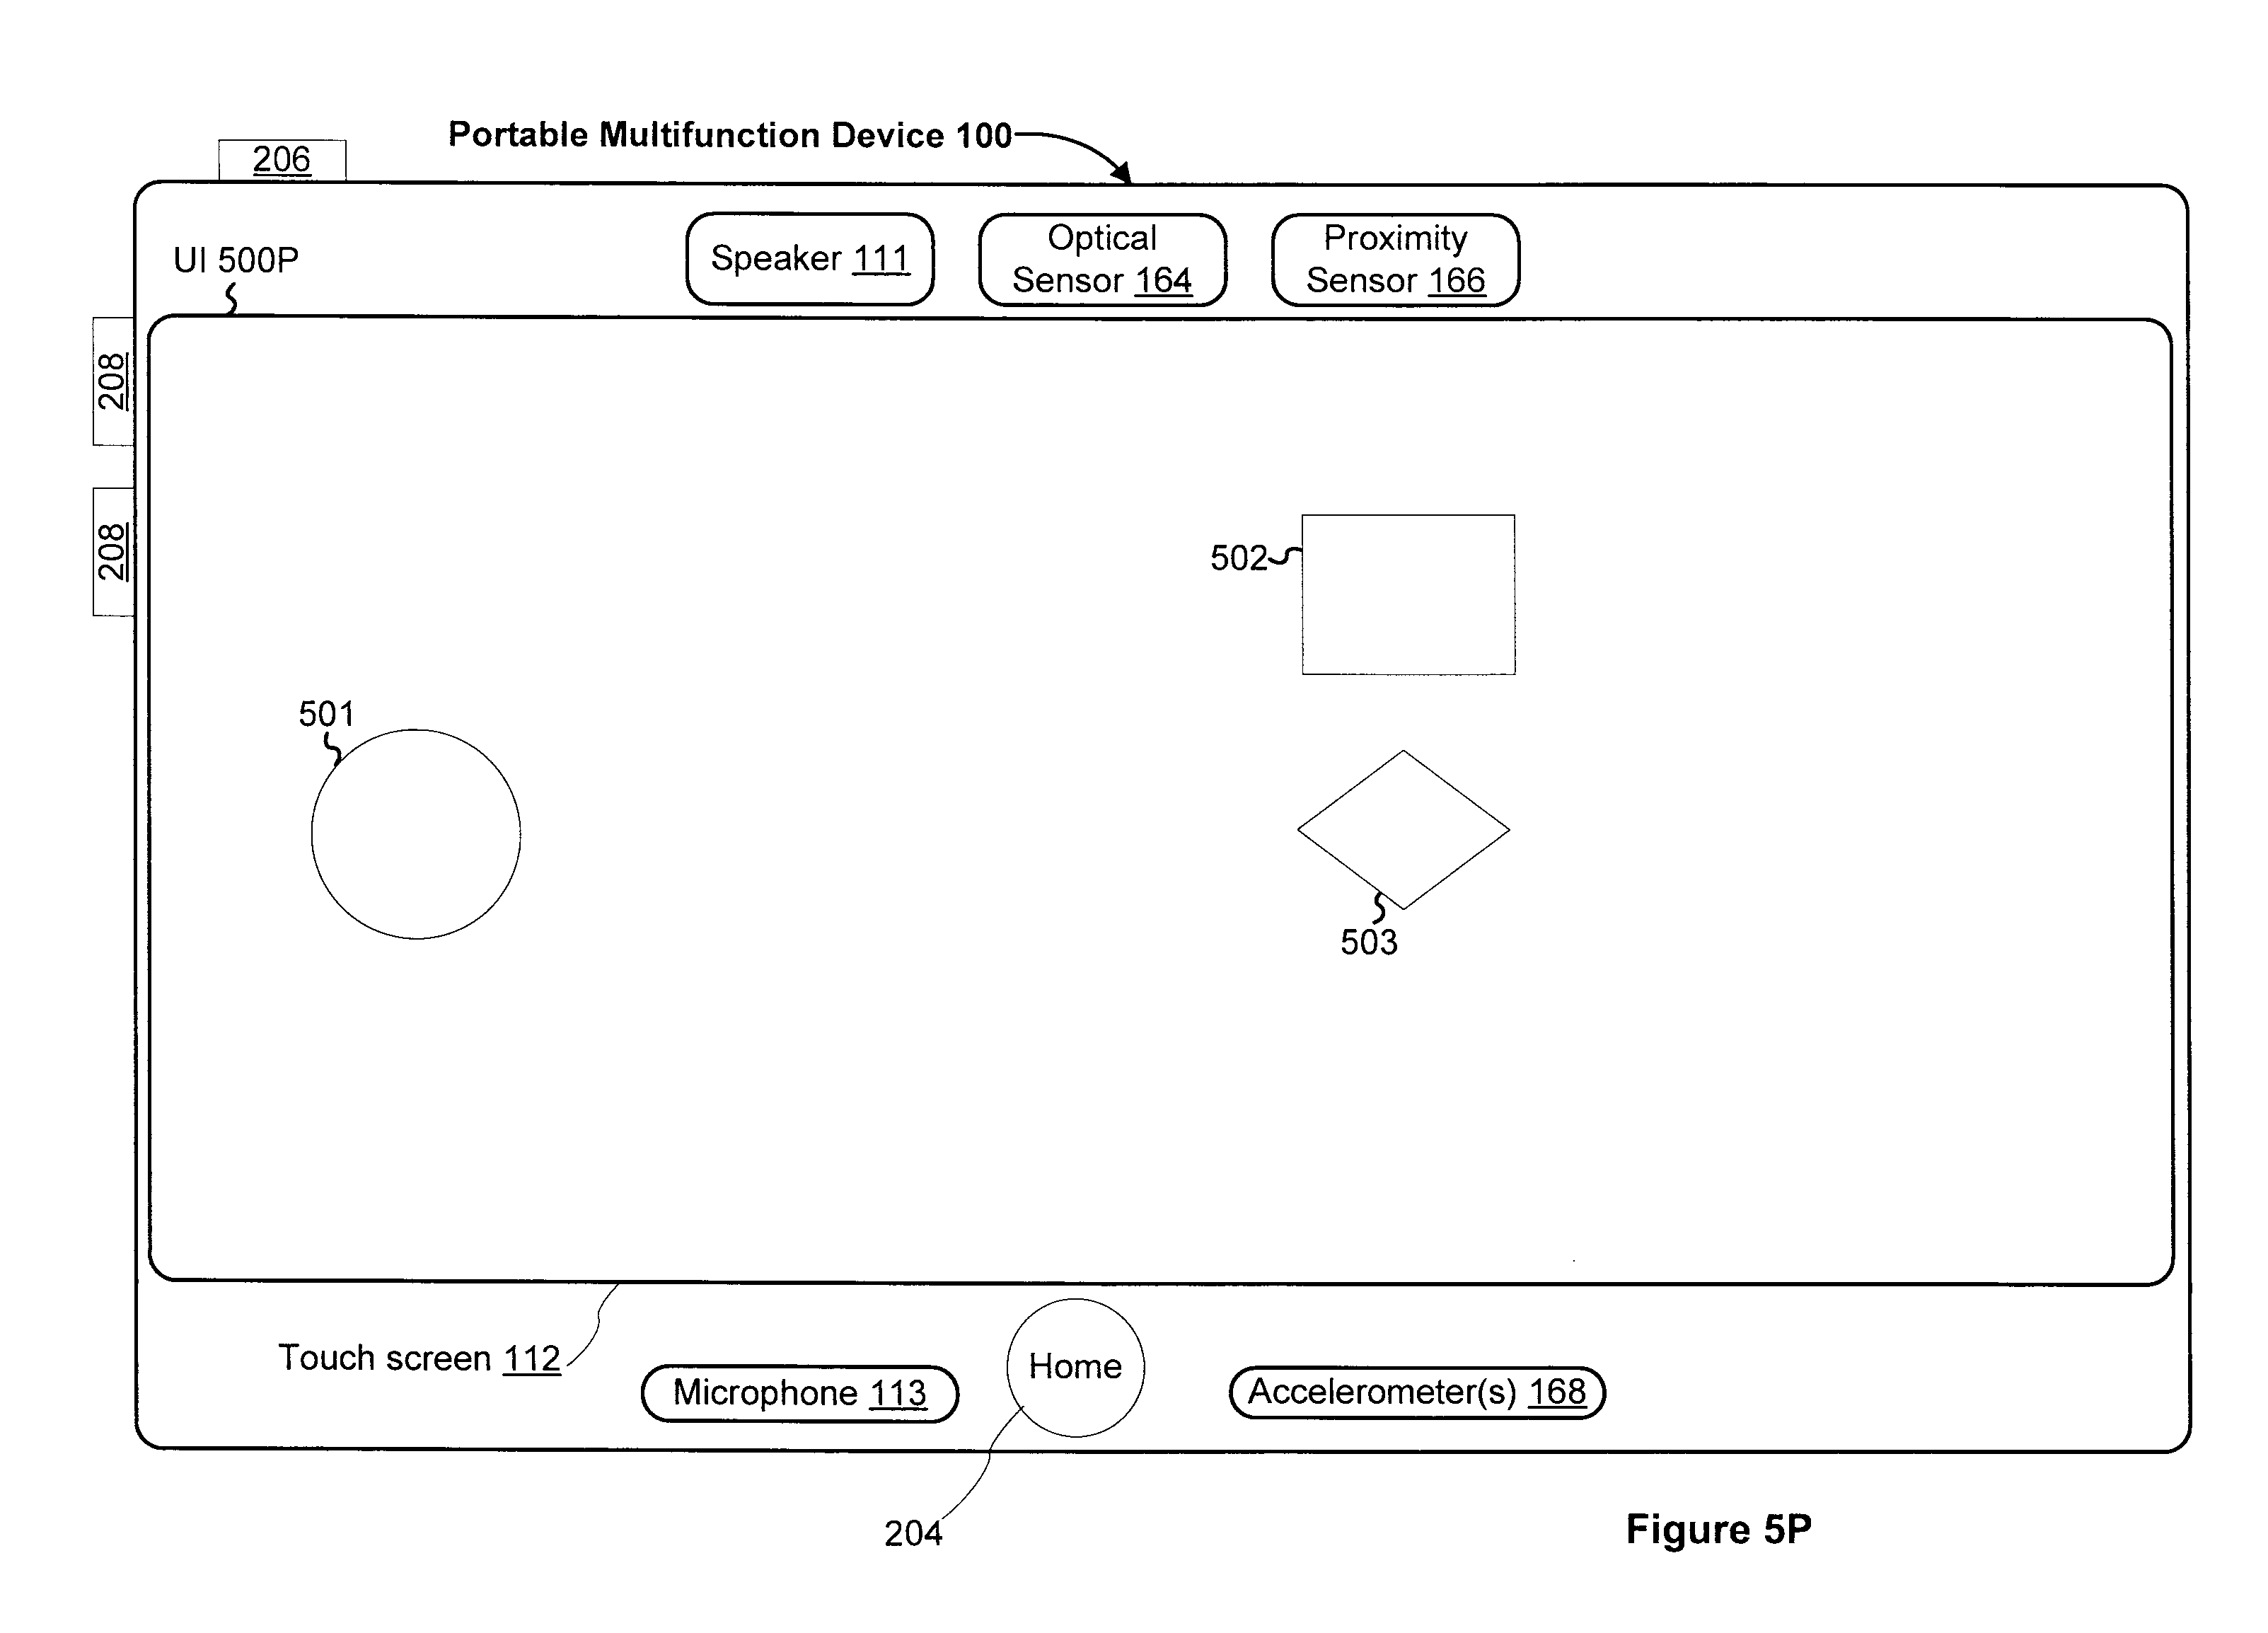 Portable Multifunction Device 100
206
UI 500P
Speaker 111
Optical
Sensor 164
Proximity
Sensor 166
208
208
502
501
503
Touch screen 112
Microphone 113
Home
Accelerometer(s) 168
204
Figure 5P